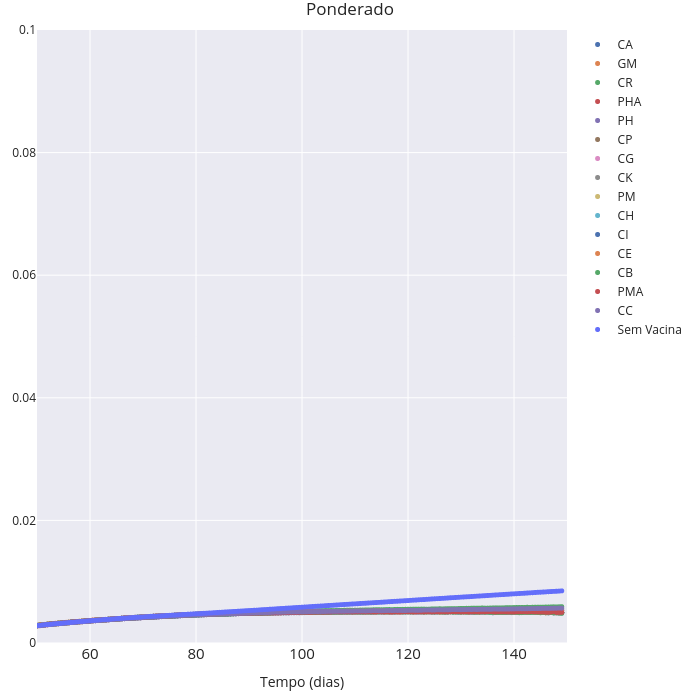 Ponderado
0.1
0.08
0.06
0.04
0.02
0
60 80 100 120 140
Tempo (dias)
CA
GM
CR
PHA
PH
CP
CG
CK
PM
CH
CI
CE
CB
PMA
CC
Sem Vacina